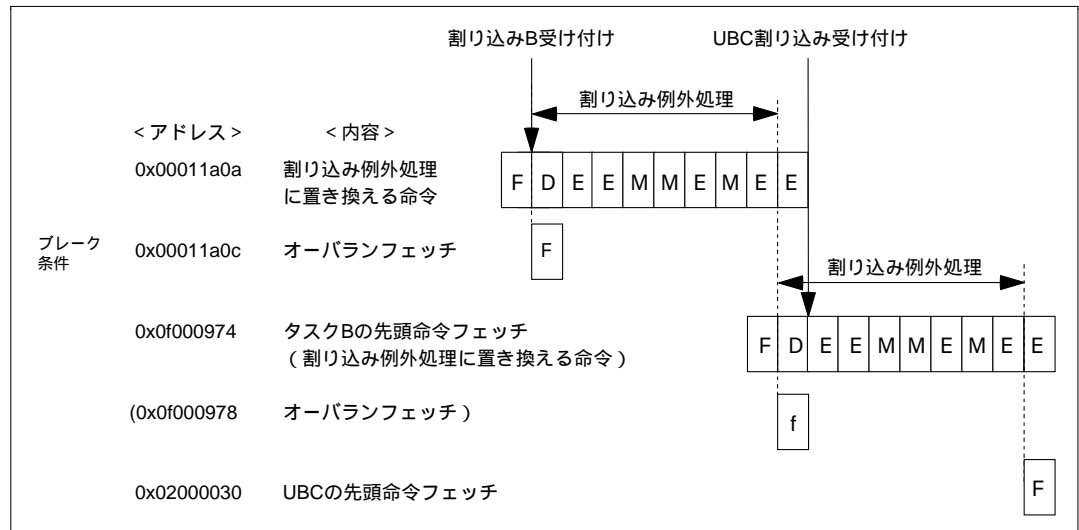 割り込みB受け付け UBC割り込み受け付け
割り込み例外処理
<アドレス> <内容>
0x00011a0a 割り込み例外処理 F D E E M M E M E E
に置き換える命令
ブレーク
条件
0x00011a0c オーバランフェッチ F
割り込み例外処理
0x0f000974 タスクBの先頭命令フェッチ F D E E M M E M E E
(割り込み例外処理に置き換える命令)
(0x0f000978 オーバランフェッチ) f
0x02000030 UBCの先頭命令フェッチ F